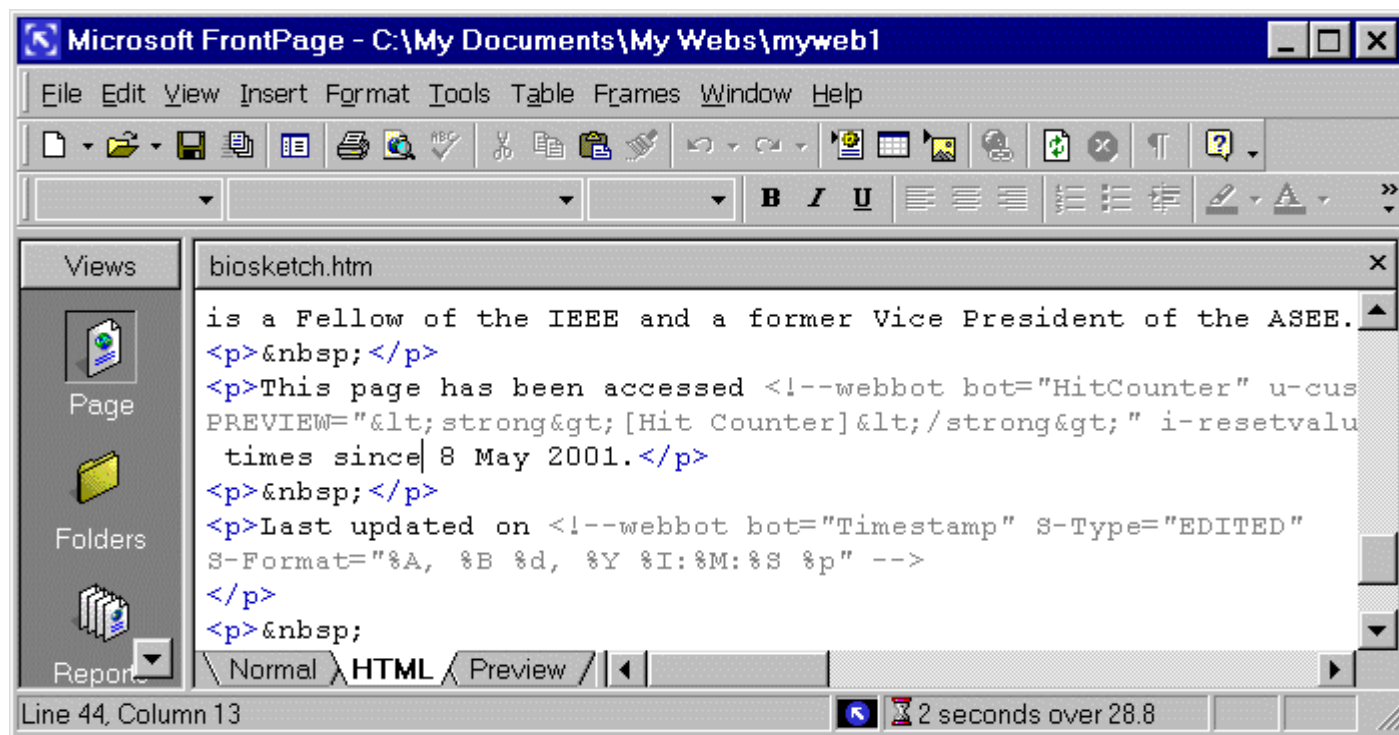 Microsoft FrontPage - C:\My Documents\My Webs\myweb1
File Edit View Insert Format Tools Table Frames Window Help
ABC
B I U A
Views
biosketch.htm
Page
Folders
Reports
is a Fellow of the IEEE and a former Vice President of the ASEE.
<p>&nbsp;</p>
<p>This page has been accessed <!--webbot bot="HitCounter" u-cus
PREVIEW="&lt;strong&gt;[Hit Counter]&lt;/strong&gt;" i-resetvalu
times since 8 May 2001.</p>
<p>&nbsp;</p>
<p>Last updated on <!--webbot bot="Timestamp" S-Type="EDITED"
S-Format="%A, %B %d, %Y %I:%M:%S %p" -->
</p>
<p>&nbsp;
Normal HTML Preview
Line 44, Column 13
2 seconds over 28.8